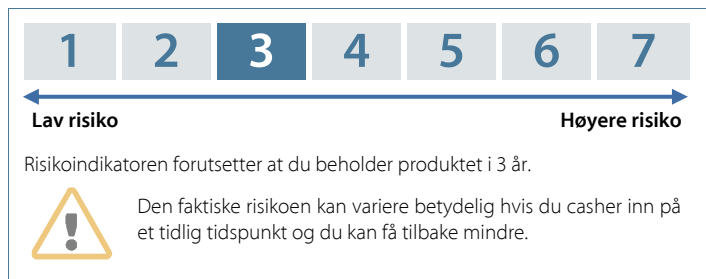 1 2 3 4 5 6 7
Lav risiko Høyere risiko
Risikoindikatoren forutsetter at du beholder produktet i 3 år.
Den faktiske risikoen kan variere betydelig hvis du casher inn på
et tidlig tidspunkt og du kan få tilbake mindre.